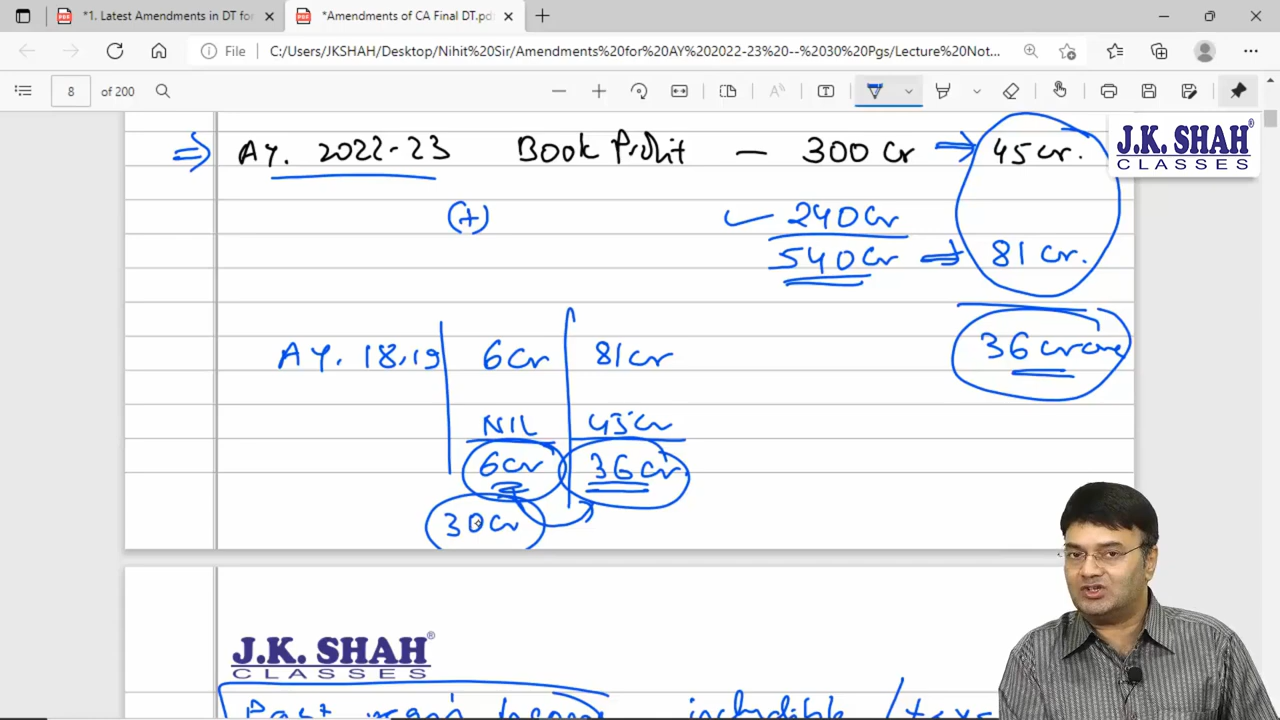 *1. Latest Amendments in DT for
*Amendments of CA Final DT.pdf
File
C:/Users/JKSHAH/Desktop/Nihit%20Sir/Amendments%20for%20AY%202022-23%20--%2030%20Pgs/Lecture%20Not...
8 of 200
J.K. SHAH®
CLASSES
⇒ A.Y. 2022-23 Book Profit — 300 Cr ⇒ 45 Cr.
(+) 240 Cr
540 Cr ⇒ 81 Cr.
36 crore
A.Y. 18.19 6 Cr 81 Cr
NIL 45 Cr
6 Cr 36 Cr
30 Cr
J.K. SHAH®
CLASSES
Past includible /